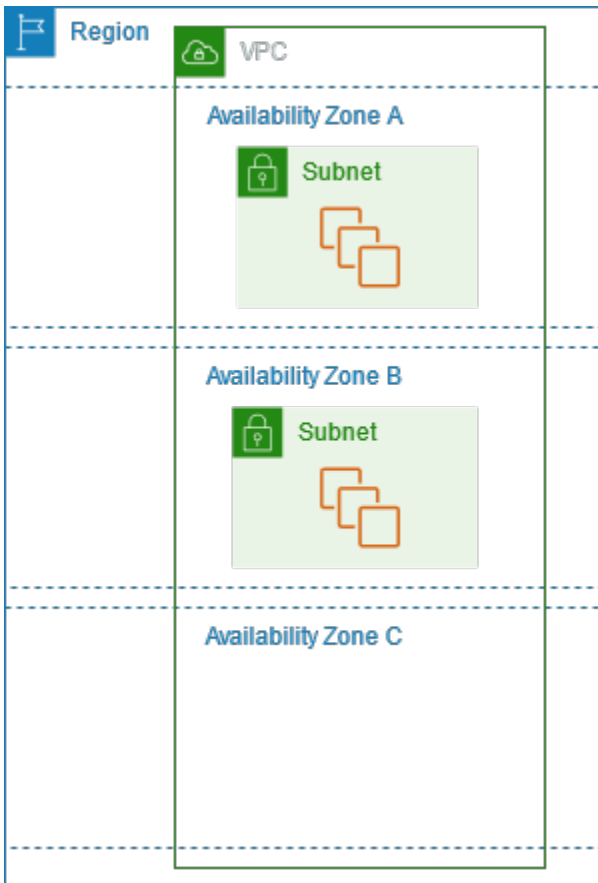 Region
VPC
Availability Zone A
Subnet
Availability Zone B
Subnet
Availability Zone C